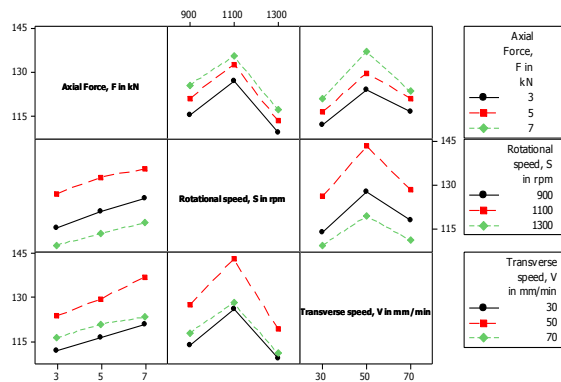 900 1100 1300
145
130
115
Axial Force, F in kN
Axial
Force,
F in kN
3
5
7
Rotational speed, S in rpm
145
130
115
Rotational
speed, S
in rpm
900
1100
1300
145
130
115
Transverse speed, V in mm/min
Transverse
speed, V
in mm/min
30
50
70
3 5 7
30 50 70